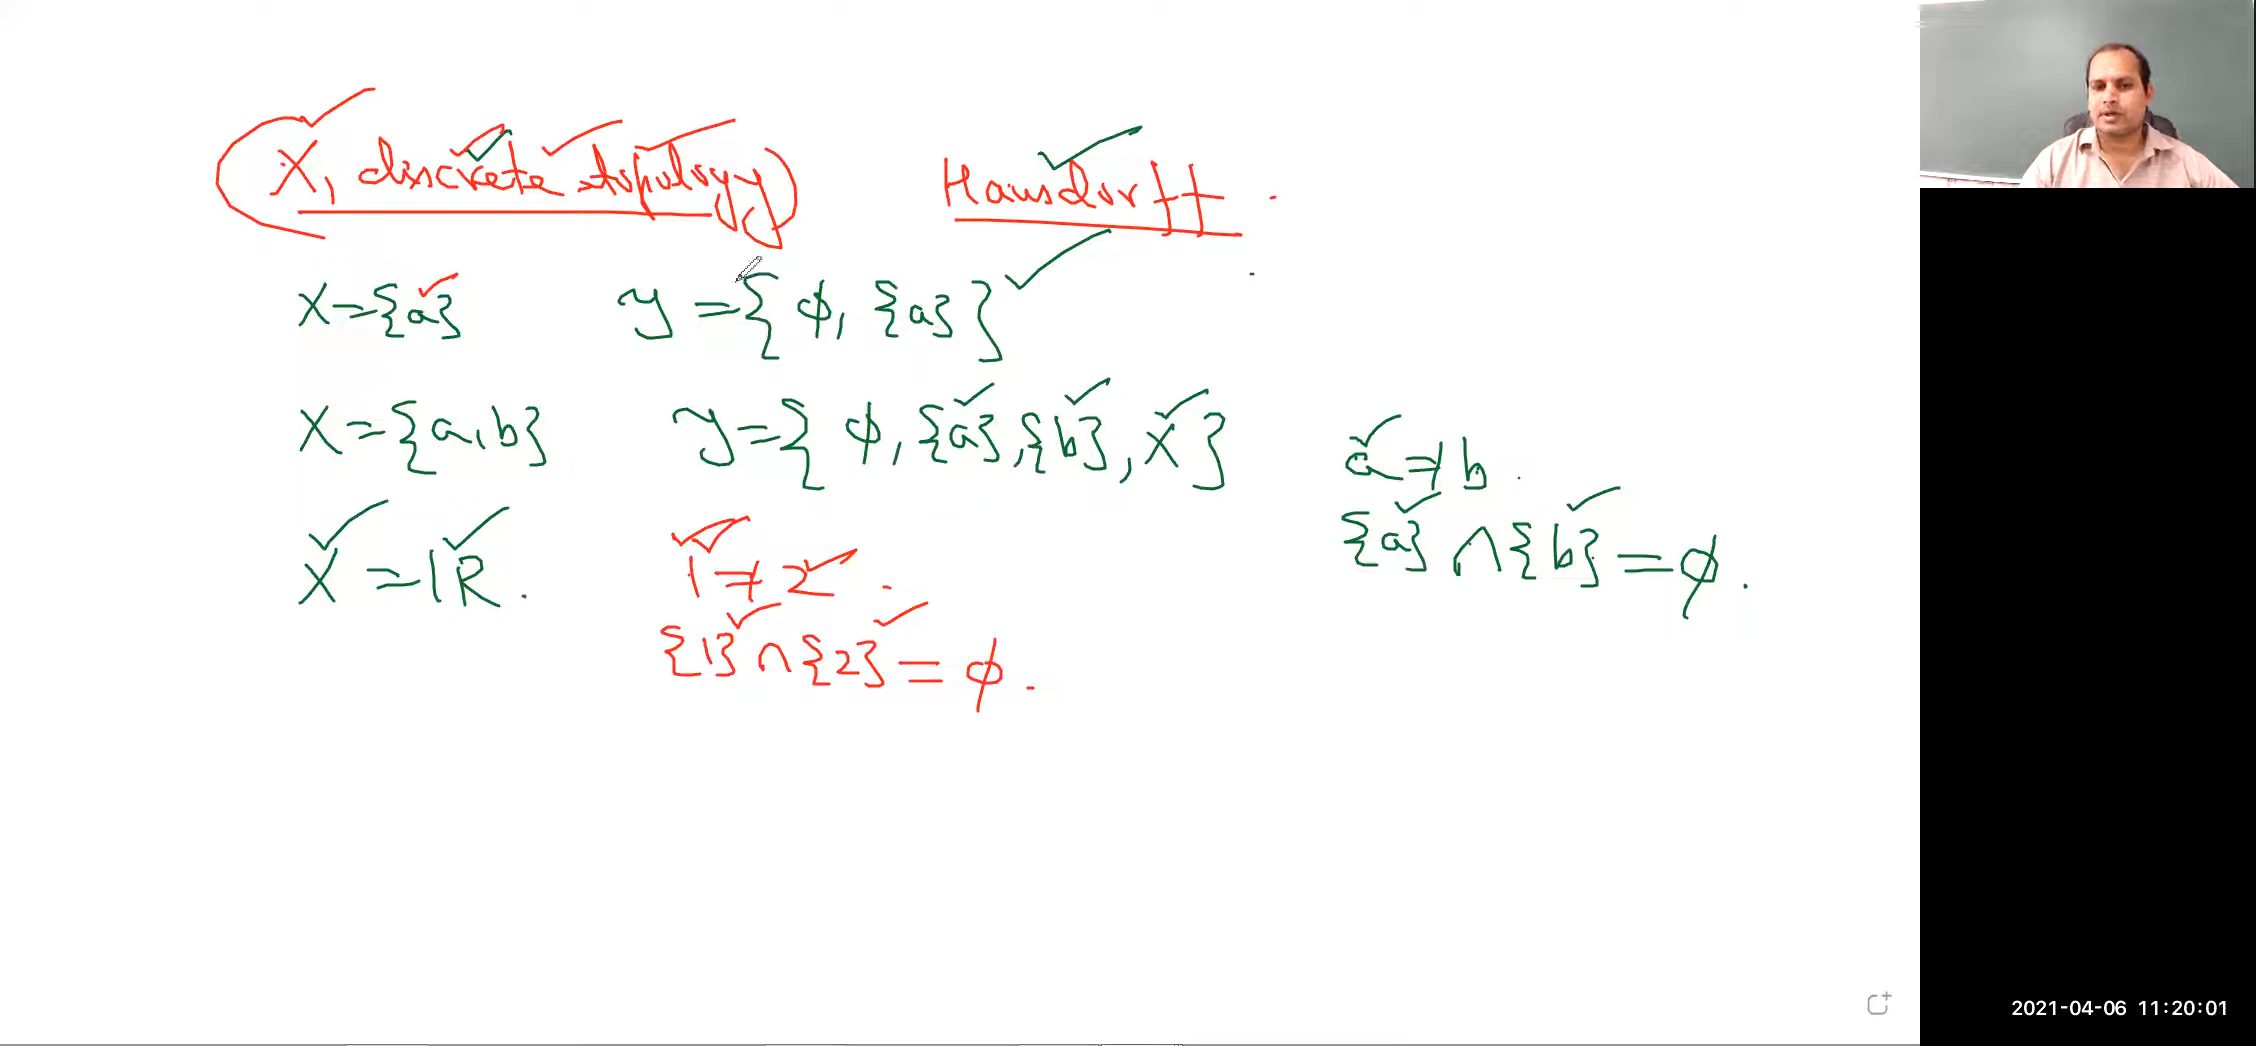 (X, discrete topology) Hausdorff.
X={a} 𝒯={ϕ, {a}}
X={a,b} 𝒯={ϕ, {a},{b}, X}
a≠b.
{a}∩{b}=ϕ.
X=ℝ. 1≠2.
{1}∩{2}=ϕ.
2021-04-06 11:20:01